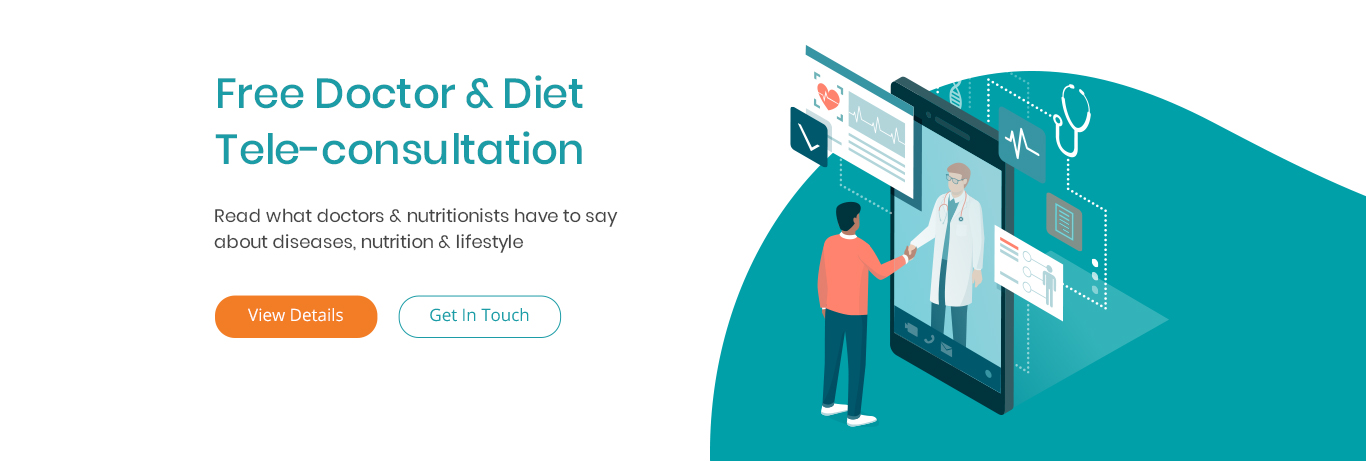 Free Doctor & Diet
Tele-consultation
Read what doctors & nutritionists have to say
about diseases, nutrition & lifestyle
View Details
Get In Touch